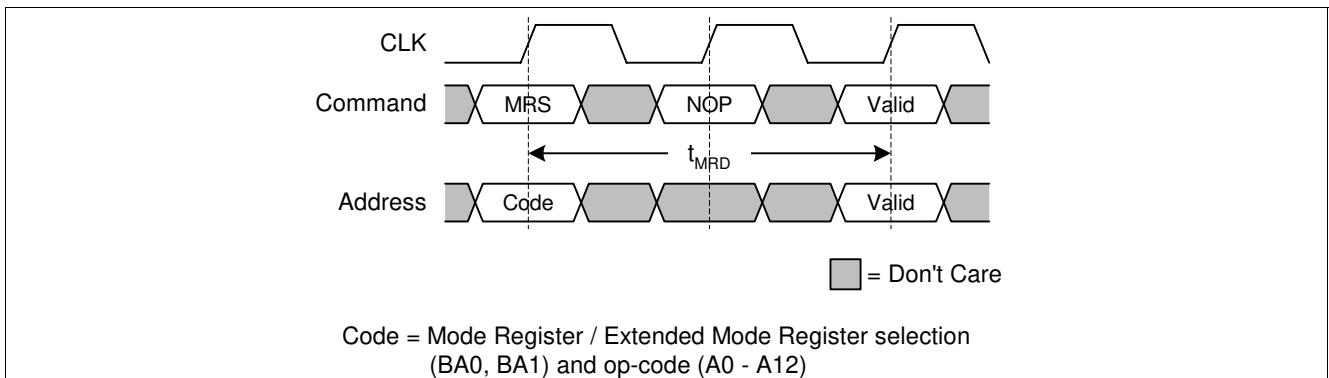 CLK
Command MRS NOP Valid
tMRD
Address Code Valid
= Don't Care
Code = Mode Register / Extended Mode Register selection
(BA0, BA1) and op-code (A0 - A12)